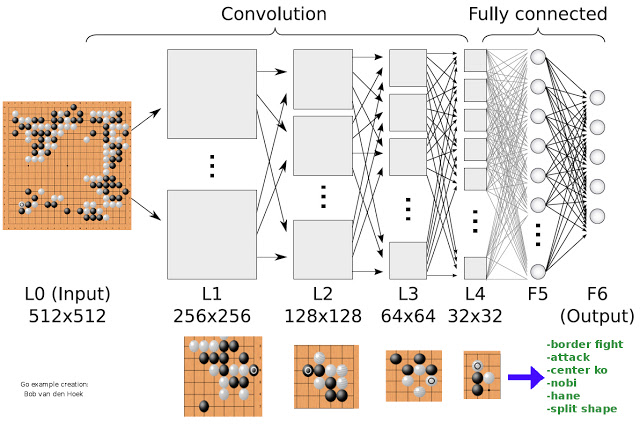 Convolution
Fully connected
L0 (Input)
512x512
L1
256x256
L2
128x128
L3
64x64
L4
32x32
F5
F6
(Output)
Go example creation:
Bob van den Hoek
-border fight
-attack
-center ko
-nobi
-hane
-split shape